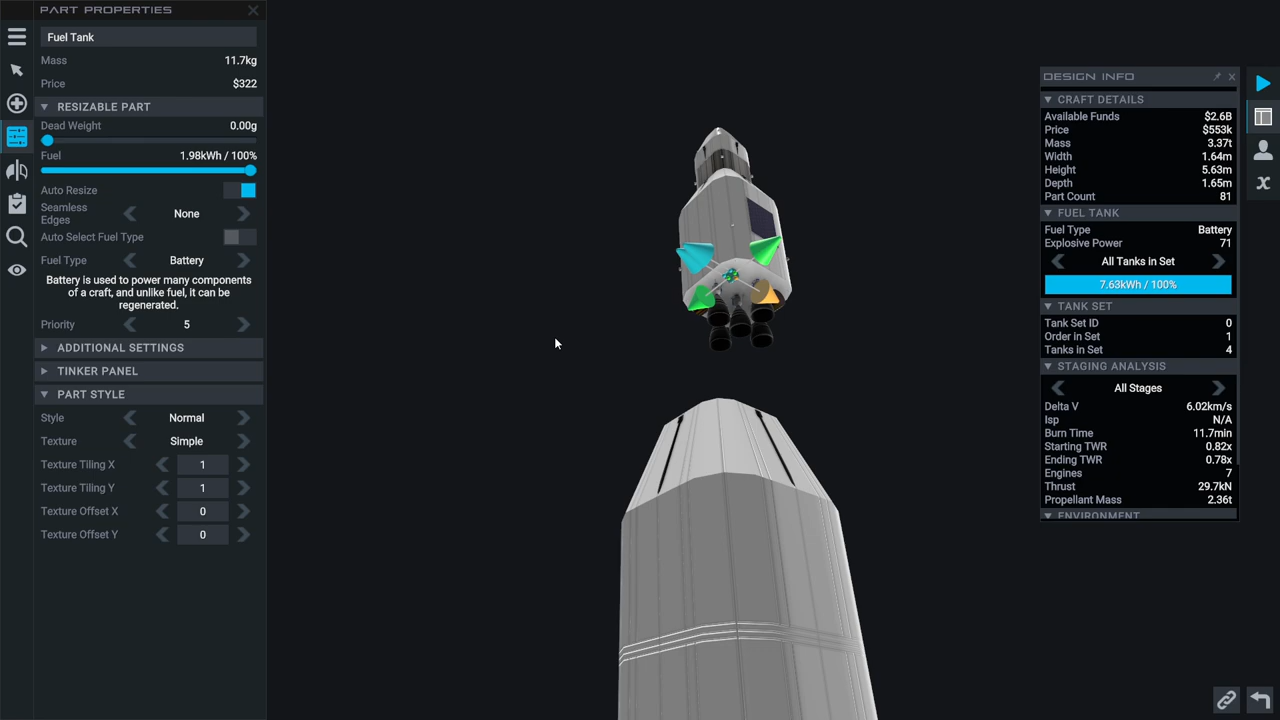 PART PROPERTIES
Fuel Tank
Mass 11.7kg
Price $322
RESIZABLE PART
Dead Weight 0.00g
Fuel 1.98kWh / 100%
Auto Resize
Seamless
Edges
None
Auto Select Fuel Type
Fuel Type Battery
Battery is used to power many components
of a craft, and unlike fuel, it can be
regenerated.
Priority 5
ADDITIONAL SETTINGS
TINKER PANEL
PART STYLE
Style Normal
Texture Simple
Texture Tiling X 1
Texture Tiling Y 1
Texture Offset X 0
Texture Offset Y 0
DESIGN INFO
CRAFT DETAILS
Available Funds $2.6B
Price $553k
Mass 3.37t
Width 1.64m
Height 5.63m
Depth 1.65m
Part Count 81
FUEL TANK
Fuel Type Battery
Explosive Power 71
All Tanks in Set
7.63kWh / 100%
TANK SET
Tank Set ID 0
Order in Set 1
Tanks in Set 4
STAGING ANALYSIS
All Stages
Delta V 6.02km/s
Isp N/A
Burn Time 11.7min
Starting TWR 0.82x
Ending TWR 0.78x
Engines 7
Thrust 29.7kN
Propellant Mass 2.36t
ENVIRONMENT